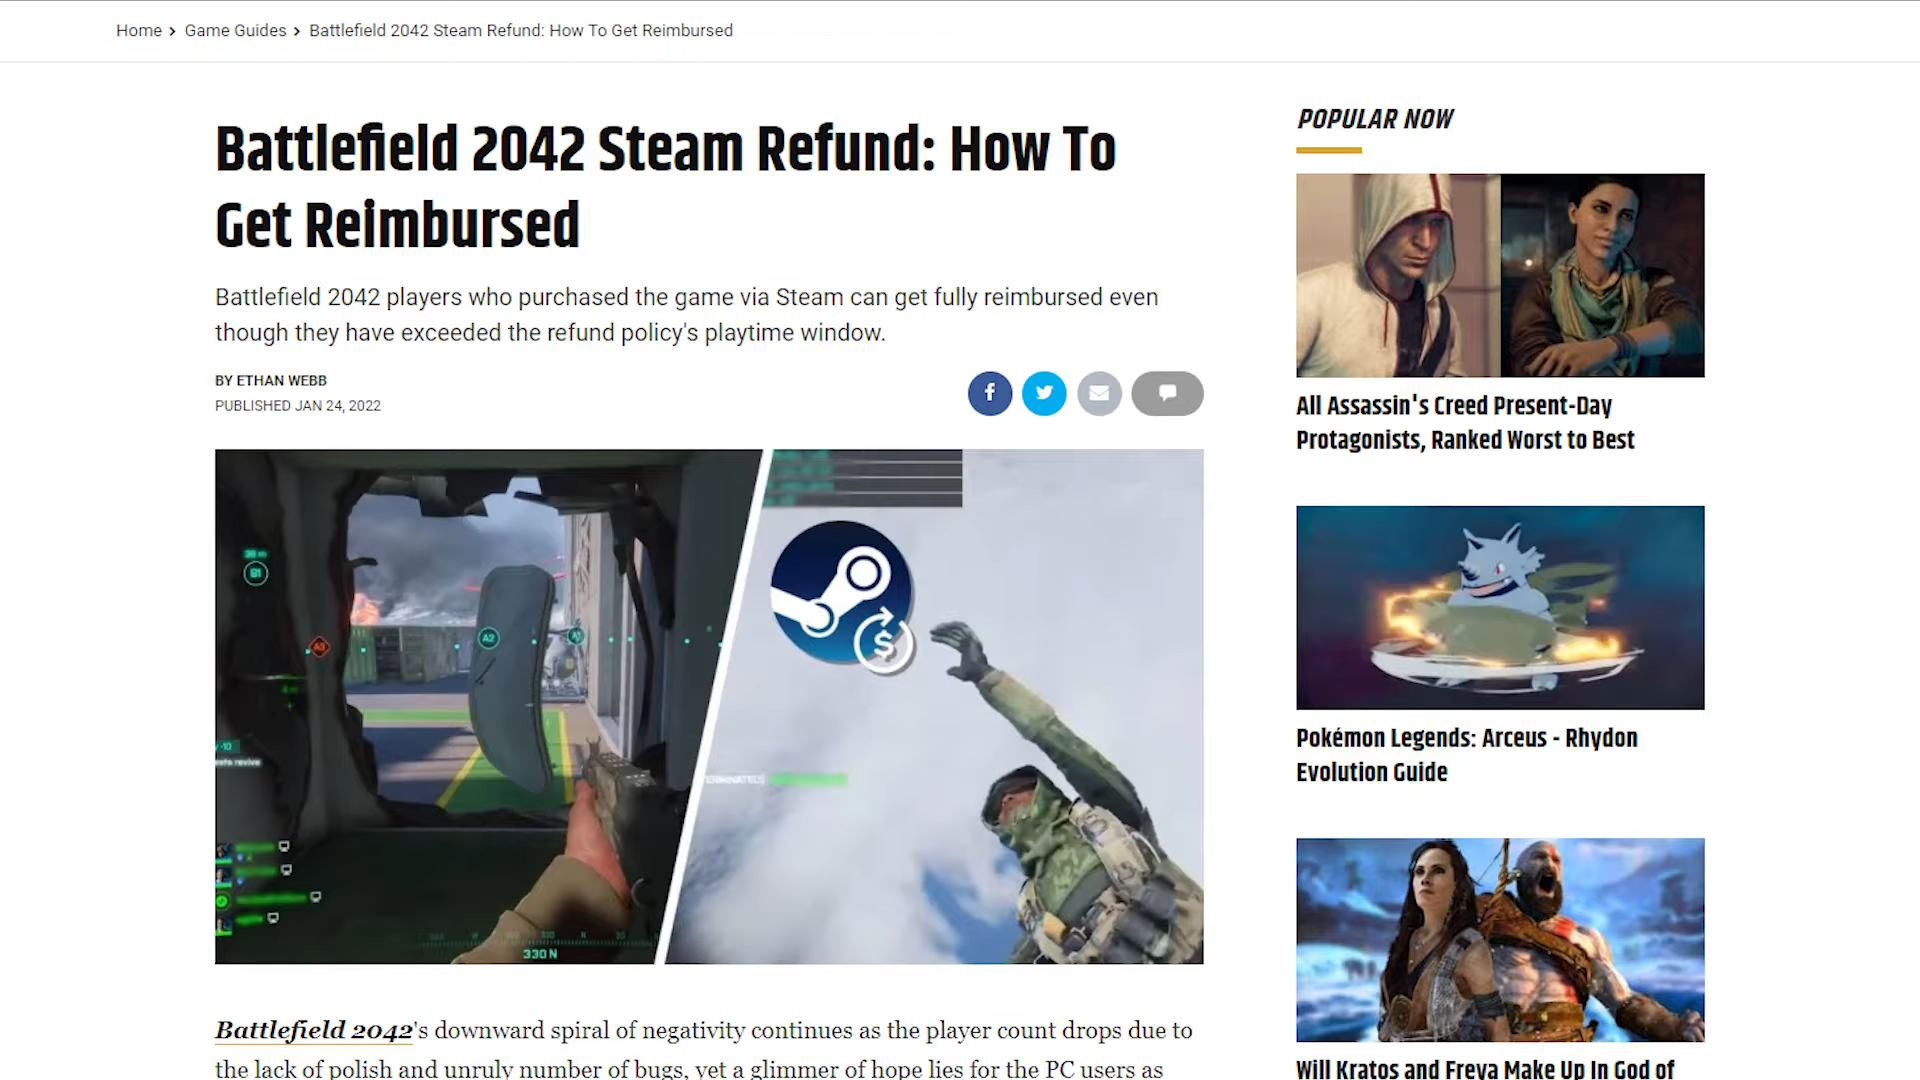 Home > Game Guides > Battlefield 2042 Steam Refund: How To Get Reimbursed
Battlefield 2042 Steam Refund: How To
Get Reimbursed
Battlefield 2042 players who purchased the game via Steam can get fully reimbursed even
though they have exceeded the refund policy's playtime window.
BY ETHAN WEBB
PUBLISHED JAN 24, 2022
A3
A2
330 N
Battlefield 2042's downward spiral of negativity continues as the player count drops due to
the lack of polish and unruly number of bugs, yet a glimmer of hope lies for the PC users as
POPULAR NOW
All Assassin's Creed Present-Day
Protagonists, Ranked Worst to Best
Pokémon Legends: Arceus - Rhydon
Evolution Guide
Will Kratos and Freya Make Up In God of